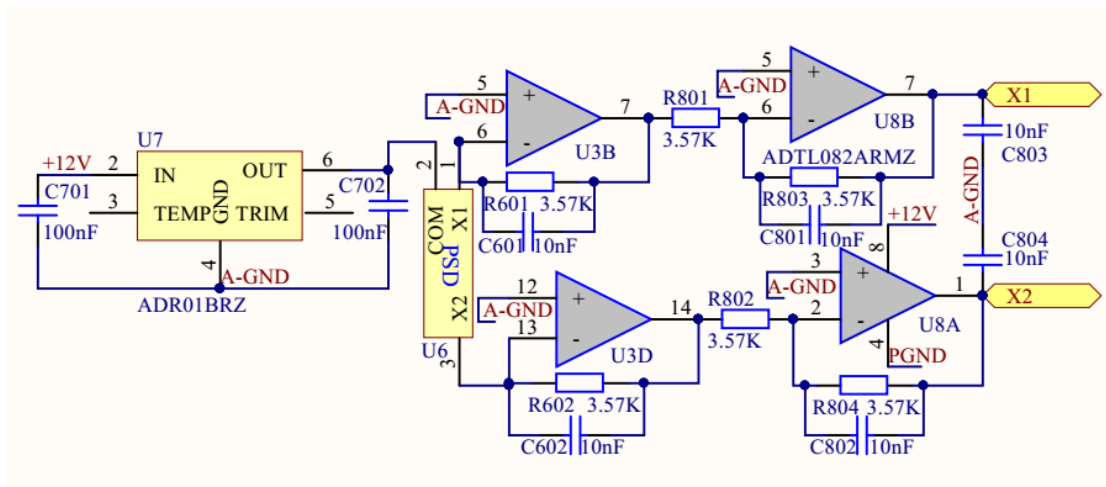 U7
+12V
2
IN
OUT
6
C701
3
TEMP
GND
TRIM
5
C702
100nF
100nF
4
A-GND
ADR01BRZ
2
1
COM
X1
PSD
X2
U6
3
5
+
A-GND
6
-
7
U3B
R601
3.57K
C601
10nF
R801
3.57K
5
+
A-GND
6
-
7
U8B
ADTL082ARMZ
R803
3.57K
C801
10nF
X1
10nF
C803
A-GND
C804
10nF
X2
12
+
A-GND
13
-
14
U3D
R602
3.57K
C602
10nF
R802
3.57K
+12V
8
3
+
A-GND
2
-
1
U8A
4
PGND
R804
3.57K
C802
10nF